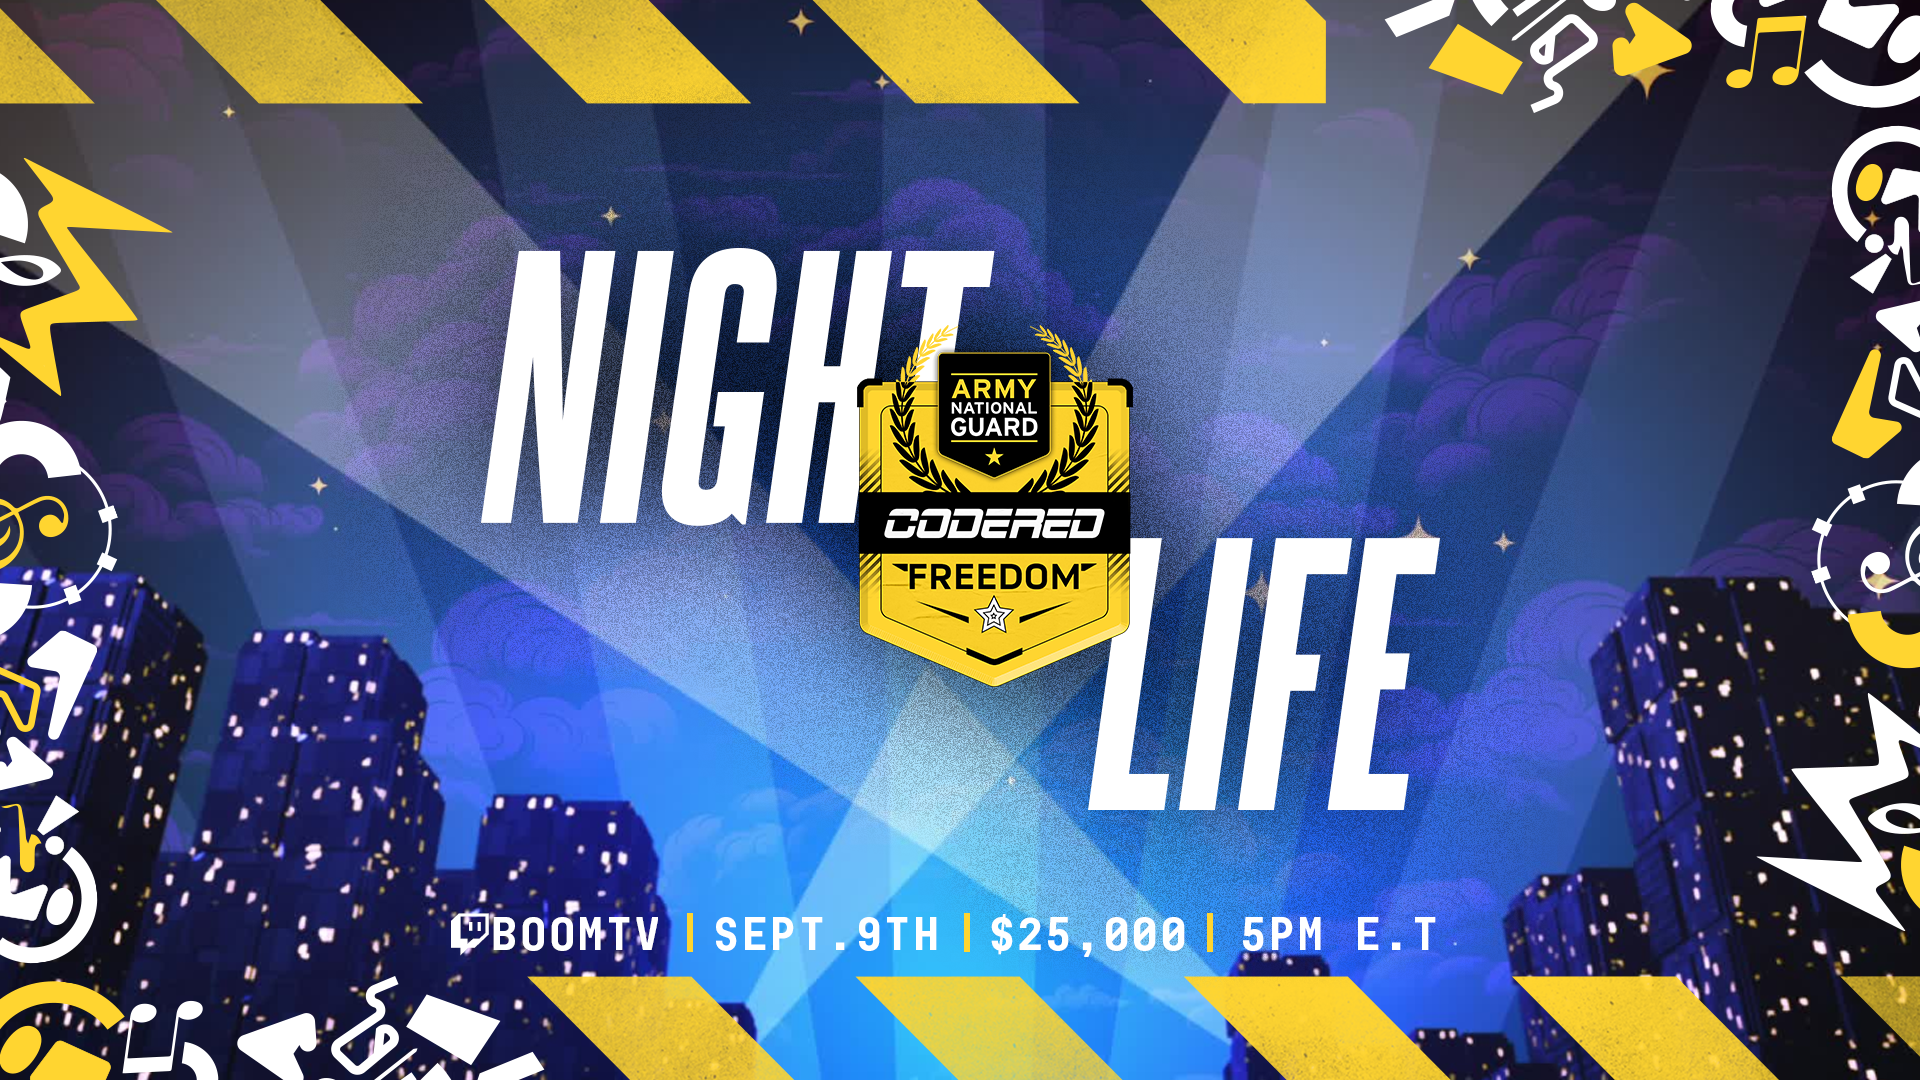 NIGHT
ARMY
NATIONAL
GUARD
CODERED
FREEDOM
LIFE
BOOMTV | SEPT.9TH | $25,000 | 5PM E.T